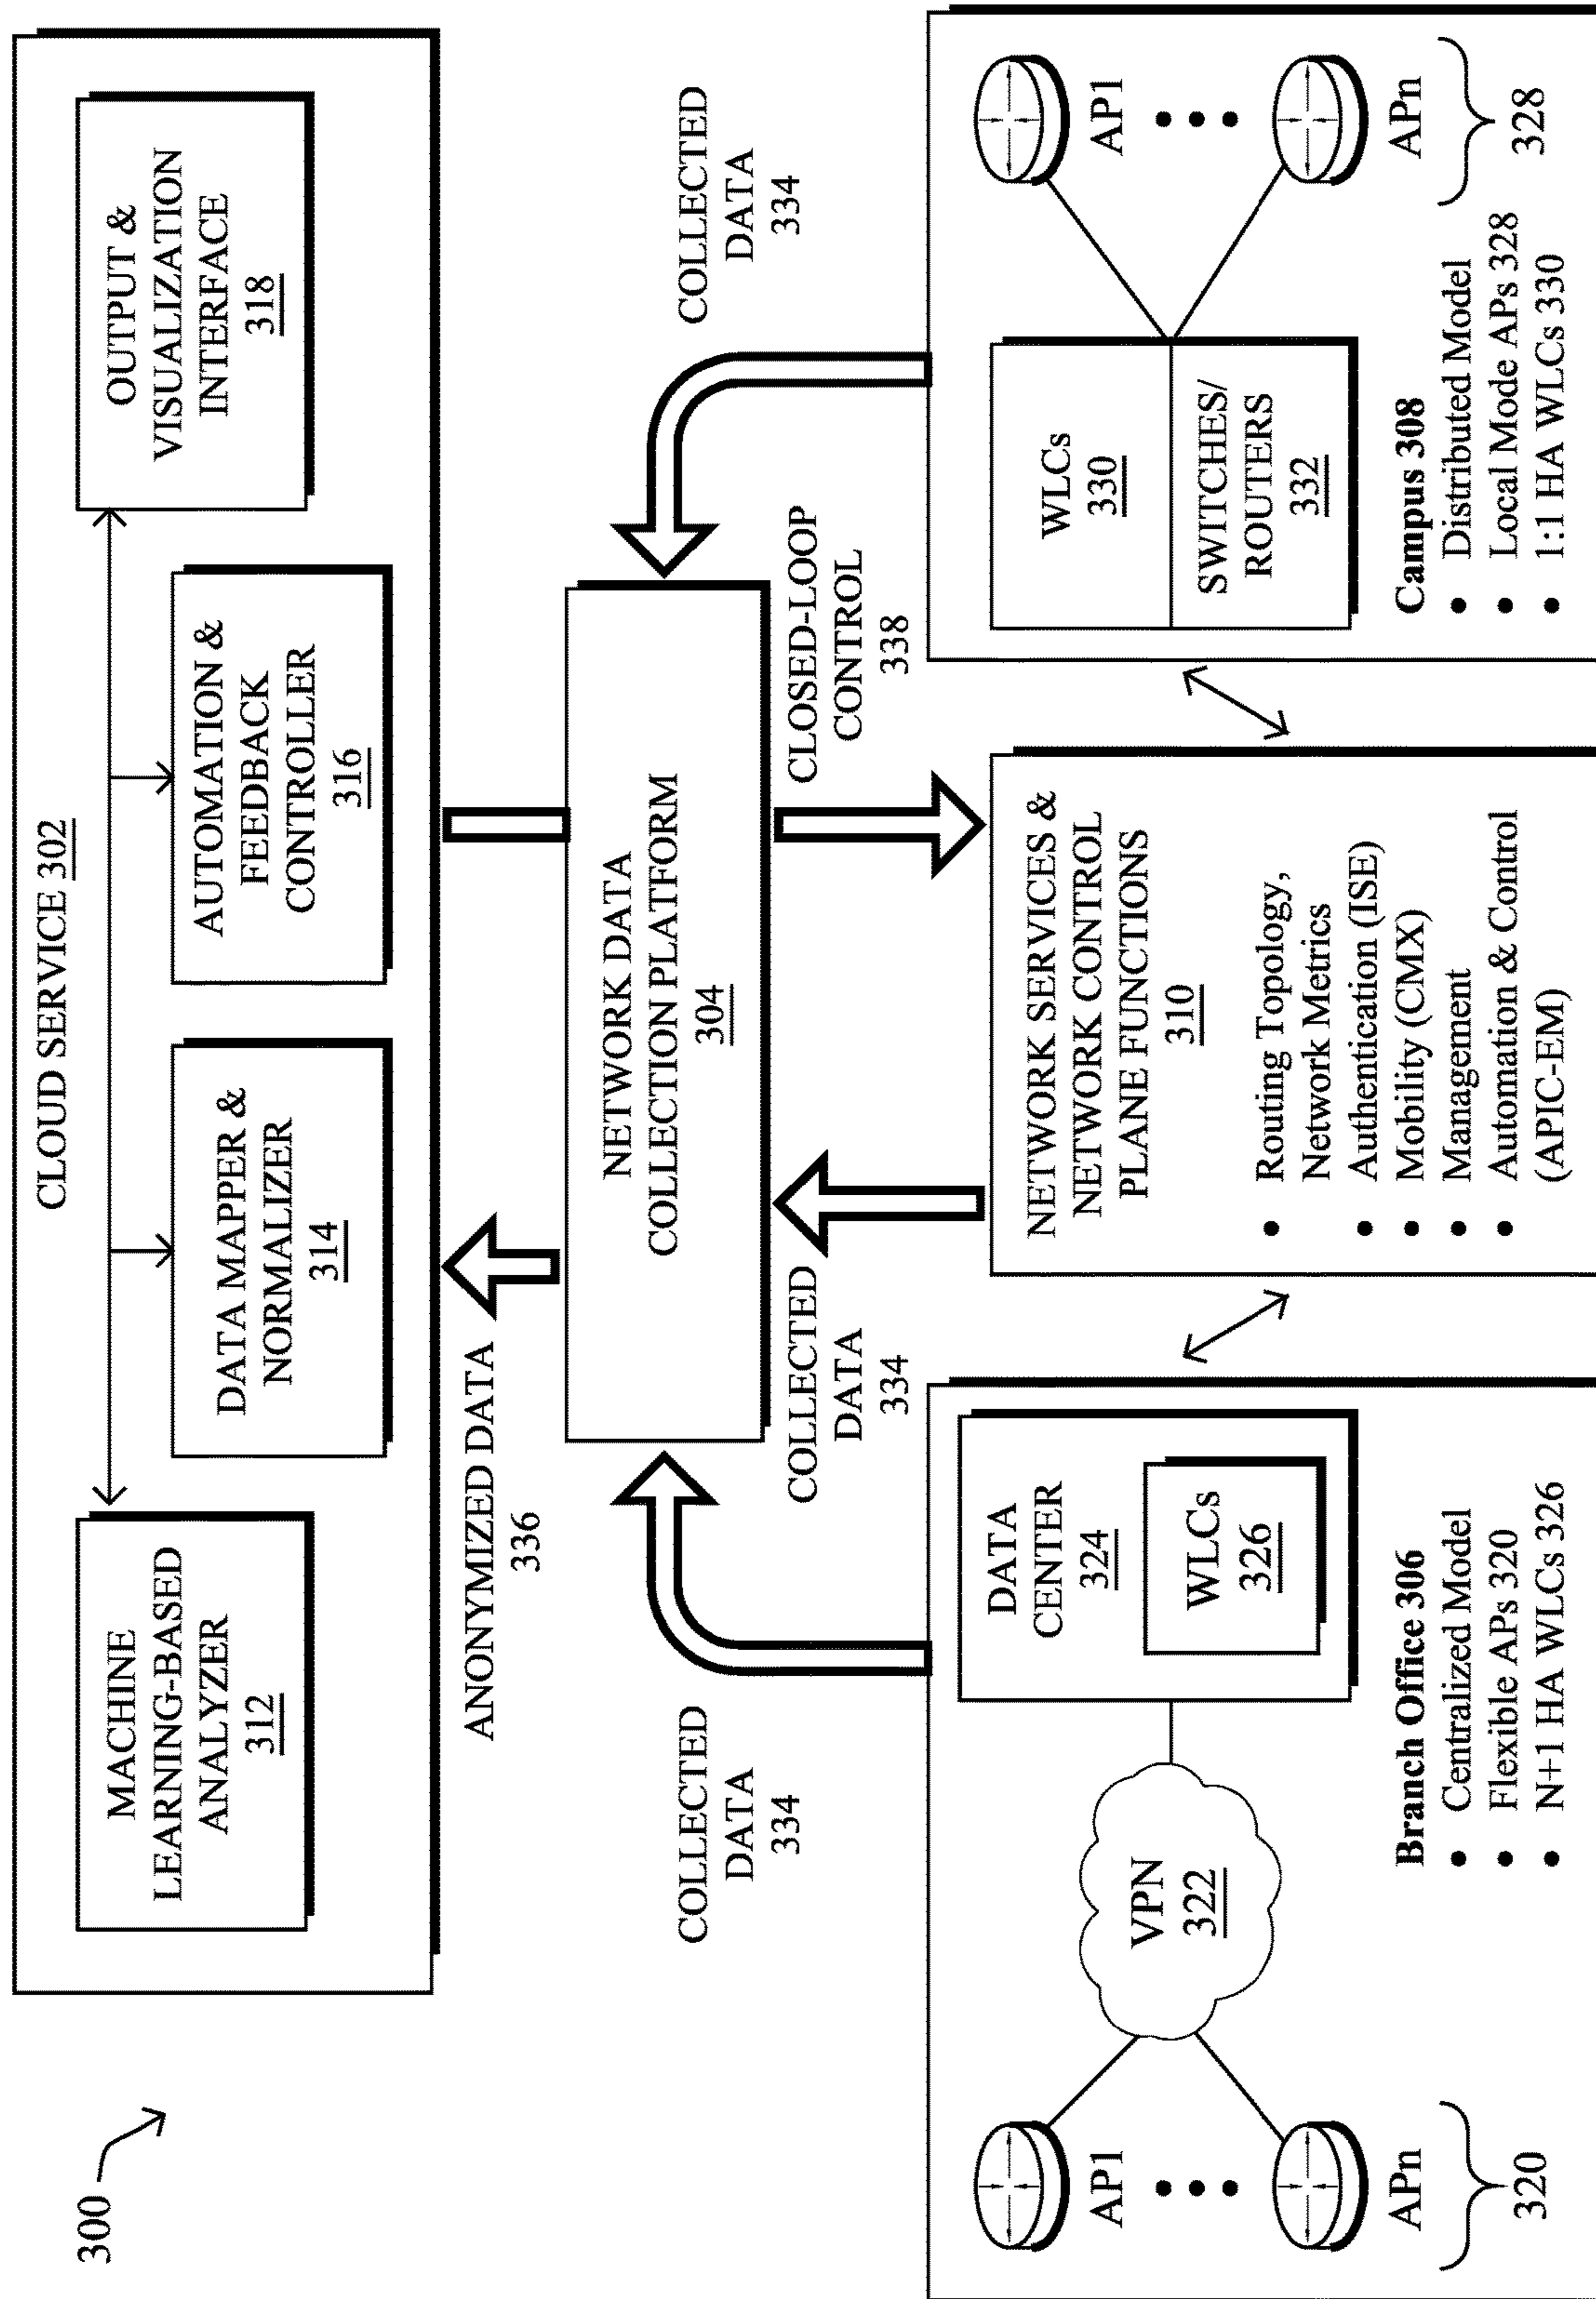 300
CLOUD SERVICE 302
MACHINE
LEARNING-BASED
ANALYZER
312
DATA MAPPER &
NORMALIZER
314
AUTOMATION &
FEEDBACK
CONTROLLER
316
OUTPUT &
VISUALIZATION
INTERFACE
318
ANONYMIZED DATA
336
COLLECTED
DATA
334
NETWORK DATA
COLLECTION PLATFORM
304
COLLECTED
DATA
334
COLLECTED
DATA
334
CLOSED-LOOP
CONTROL
338
AP1
APn
320
VPN
322
DATA
CENTER
324
WLCs
326
Branch Office 306
• Centralized Model
• Flexible APs 320
• N+1 HA WLCs 326
NETWORK SERVICES &
NETWORK CONTROL
PLANE FUNCTIONS
310
• Routing Topology,
Network Metrics
• Authentication (ISE)
• Mobility (CMX)
• Management
• Automation & Control
(APIC-EM)
WLCs
330
SWITCHES/
ROUTERS
332
AP1
APn
328
Campus 308
• Distributed Model
• Local Mode APs 328
• 1:1 HA WLCs 330